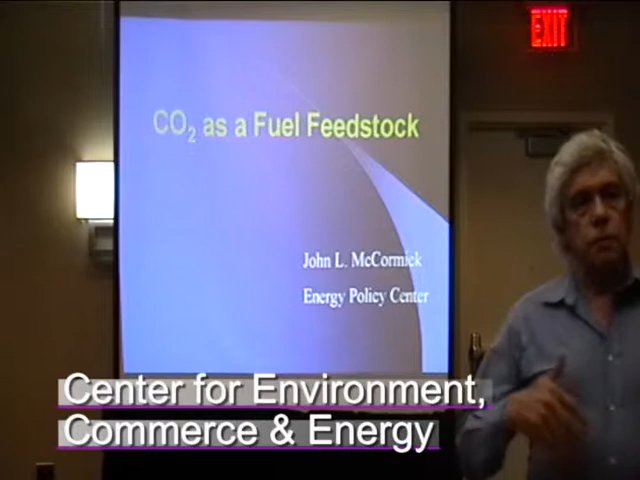 EXIT
CO2 as a Fuel Feedstock
John L. McCormick
Energy Policy Center
Center for Environment,
Commerce & Energy